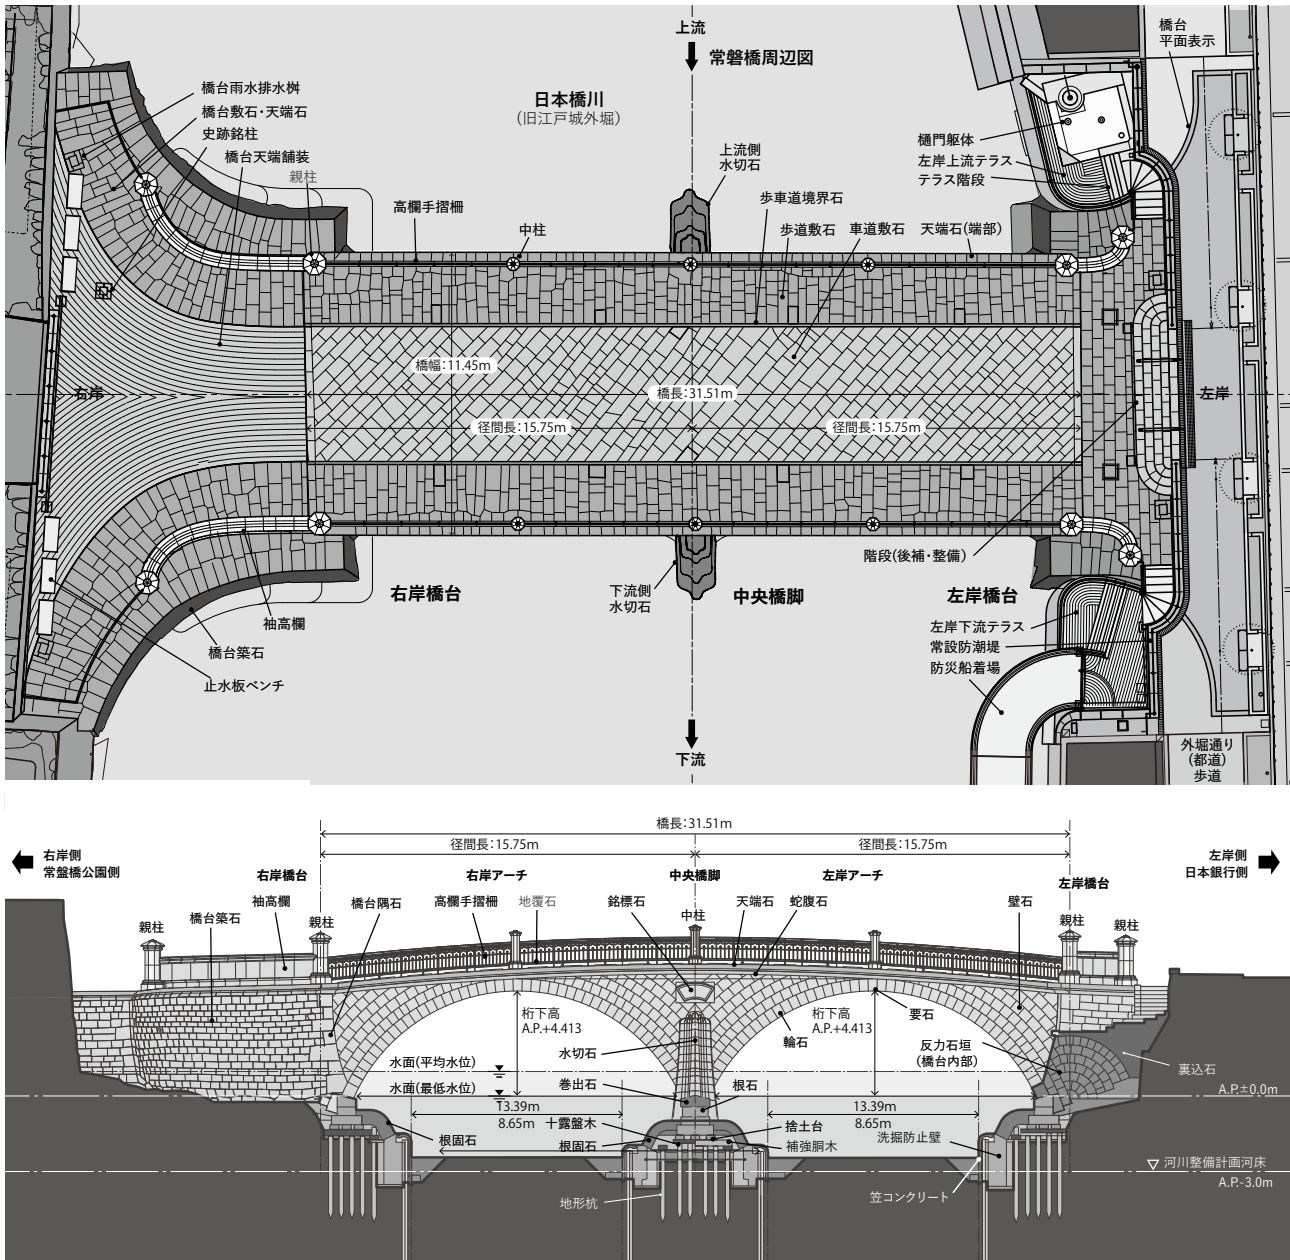 上流
常磐橋周辺図
日本橋川
(旧江戸城外堀)
橋台
平面表示
橋台雨水排水桝
橋台敷石・天端石
史跡銘柱
橋台天端舗装
親柱
高欄手摺柵
中柱
上流側
水切石
歩車道境界石
歩道敷石
車道敷石
天端石(端部)
樋門躯体
左岸上流テラス
テラス階段
橋幅:11.45m
右岸
橋長:31.51m
左岸
径間長:15.75m
径間長:15.75m
階段(後補・整備)
右岸橋台
下流側
水切石
中央橋脚
左岸橋台
袖高欄
橋台築石
止水板ベンチ
左岸下流テラス
常設防潮堤
防災船着場
下流
外堀通り
(都道)
歩道
橋長:31.51m
径間長:15.75m
径間長:15.75m
右岸側
常盤橋公園側
左岸側
日本銀行側
右岸橋台
右岸アーチ
中央橋脚
左岸アーチ
左岸橋台
親柱
橋台築石
袖高欄
親柱
橋台隅石
高欄手摺柵
地覆石
銘標石
中柱
天端石
蛇腹石
壁石
親柱
親柱
桁下高
A.P.+4.413
桁下高
A.P.+4.413
要石
輪石
水切石
反力石垣
(橋台内部)
裏込石
水面(平均水位)
水面(最低水位)
巻出石
根石
A.P.±0.0m
13.39m
8.65m
13.39m
8.65m
十露盤木
捨土台
根固石
根固石
補強胴木
洗掘防止壁
河川整備計画河床
A.P.-3.0m
地形杭
笠コンクリート